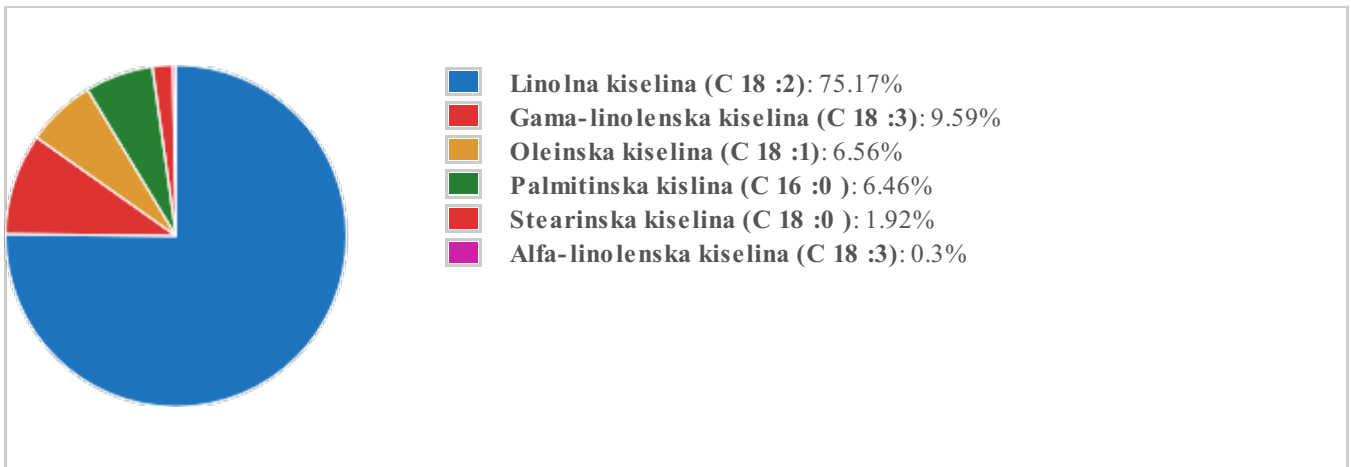 Linolna kiselina (C 18 :2): 75.17%
Gama-linolenska kiselina (C 18 :3): 9.59%
Oleinska kiselina (C 18 :1): 6.56%
Palmitinska kislina (C 16 :0 ): 6.46%
Stearinska kiselina (C 18 :0 ): 1.92%
Alfa-linolenska kiselina (C 18 :3): 0.3%